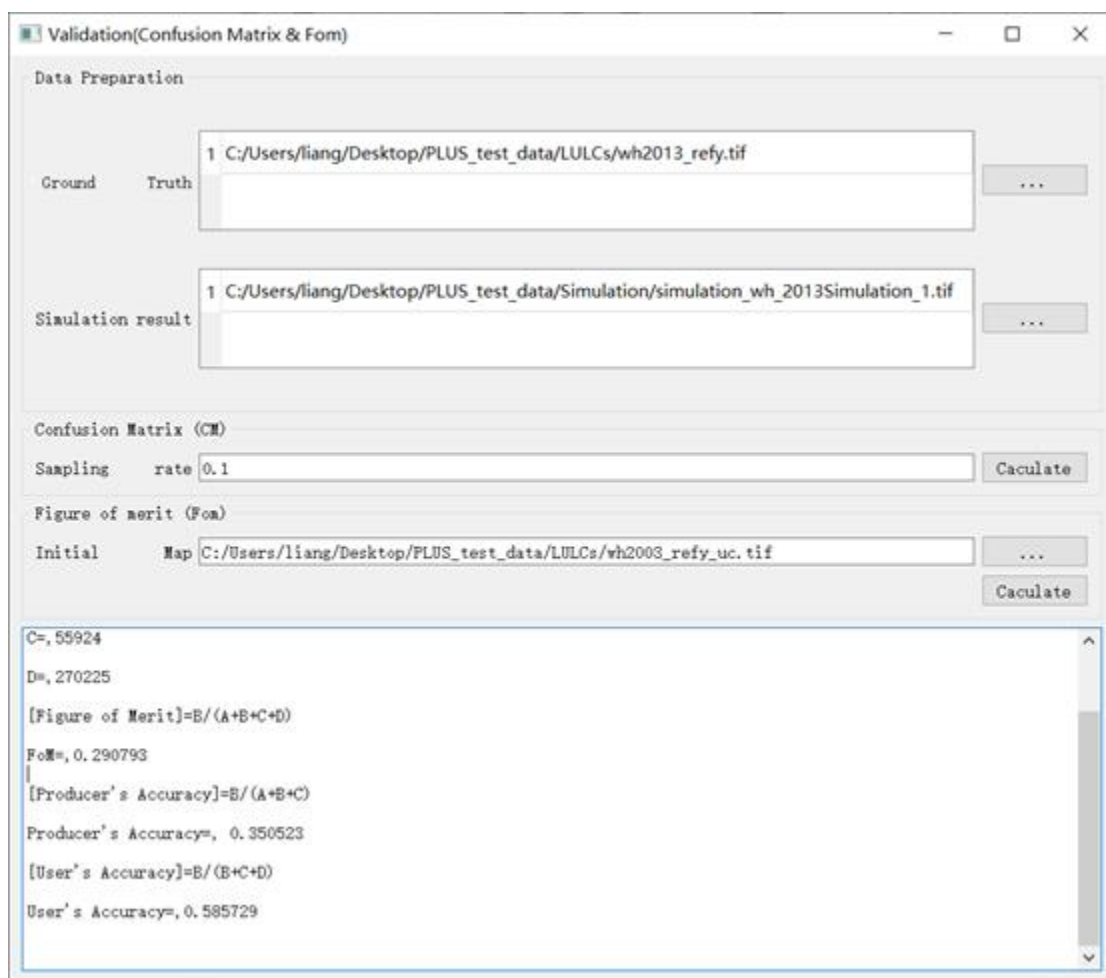 Validation(Confusion Matrix & Fom)
Data Preparation
1 C:/Users/liang/Desktop/PLUS_test_data/LULCs/wh2013_refy.tif
Ground Truth
...
1 C:/Users/liang/Desktop/PLUS_test_data/Simulation/simulation_wh_2013Simulation_1.tif
Simulation result
...
Confusion Matrix (CM)
Sampling rate 0.1 Caculate
Figure of merit (Fom)
Initial Map C:/Users/liang/Desktop/PLUS_test_data/LULCs/wh2003_refy_uc.tif ...
Caculate
C=,55924
D=,270225
[Figure of Merit]=B/(A+B+C+D)
FoM=,0.290793
[Producer's Accuracy]=B/(A+B+C)
Producer's Accuracy=, 0.350523
[User's Accuracy]=B/(B+C+D)
User's Accuracy=,0.585729